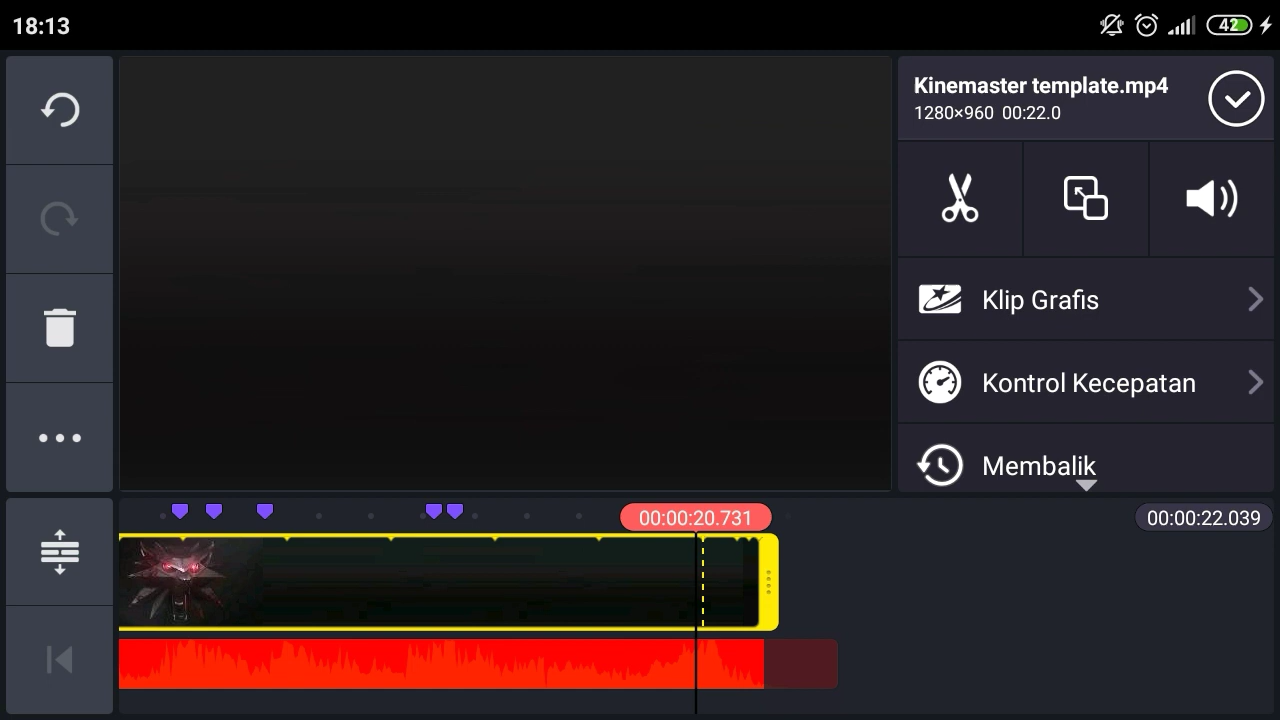 18:13
42
Kinemaster template.mp4
1280×960 00:22.0
Klip Grafis
Kontrol Kecepatan
Membalik
00:00:20.731
00:00:22.039